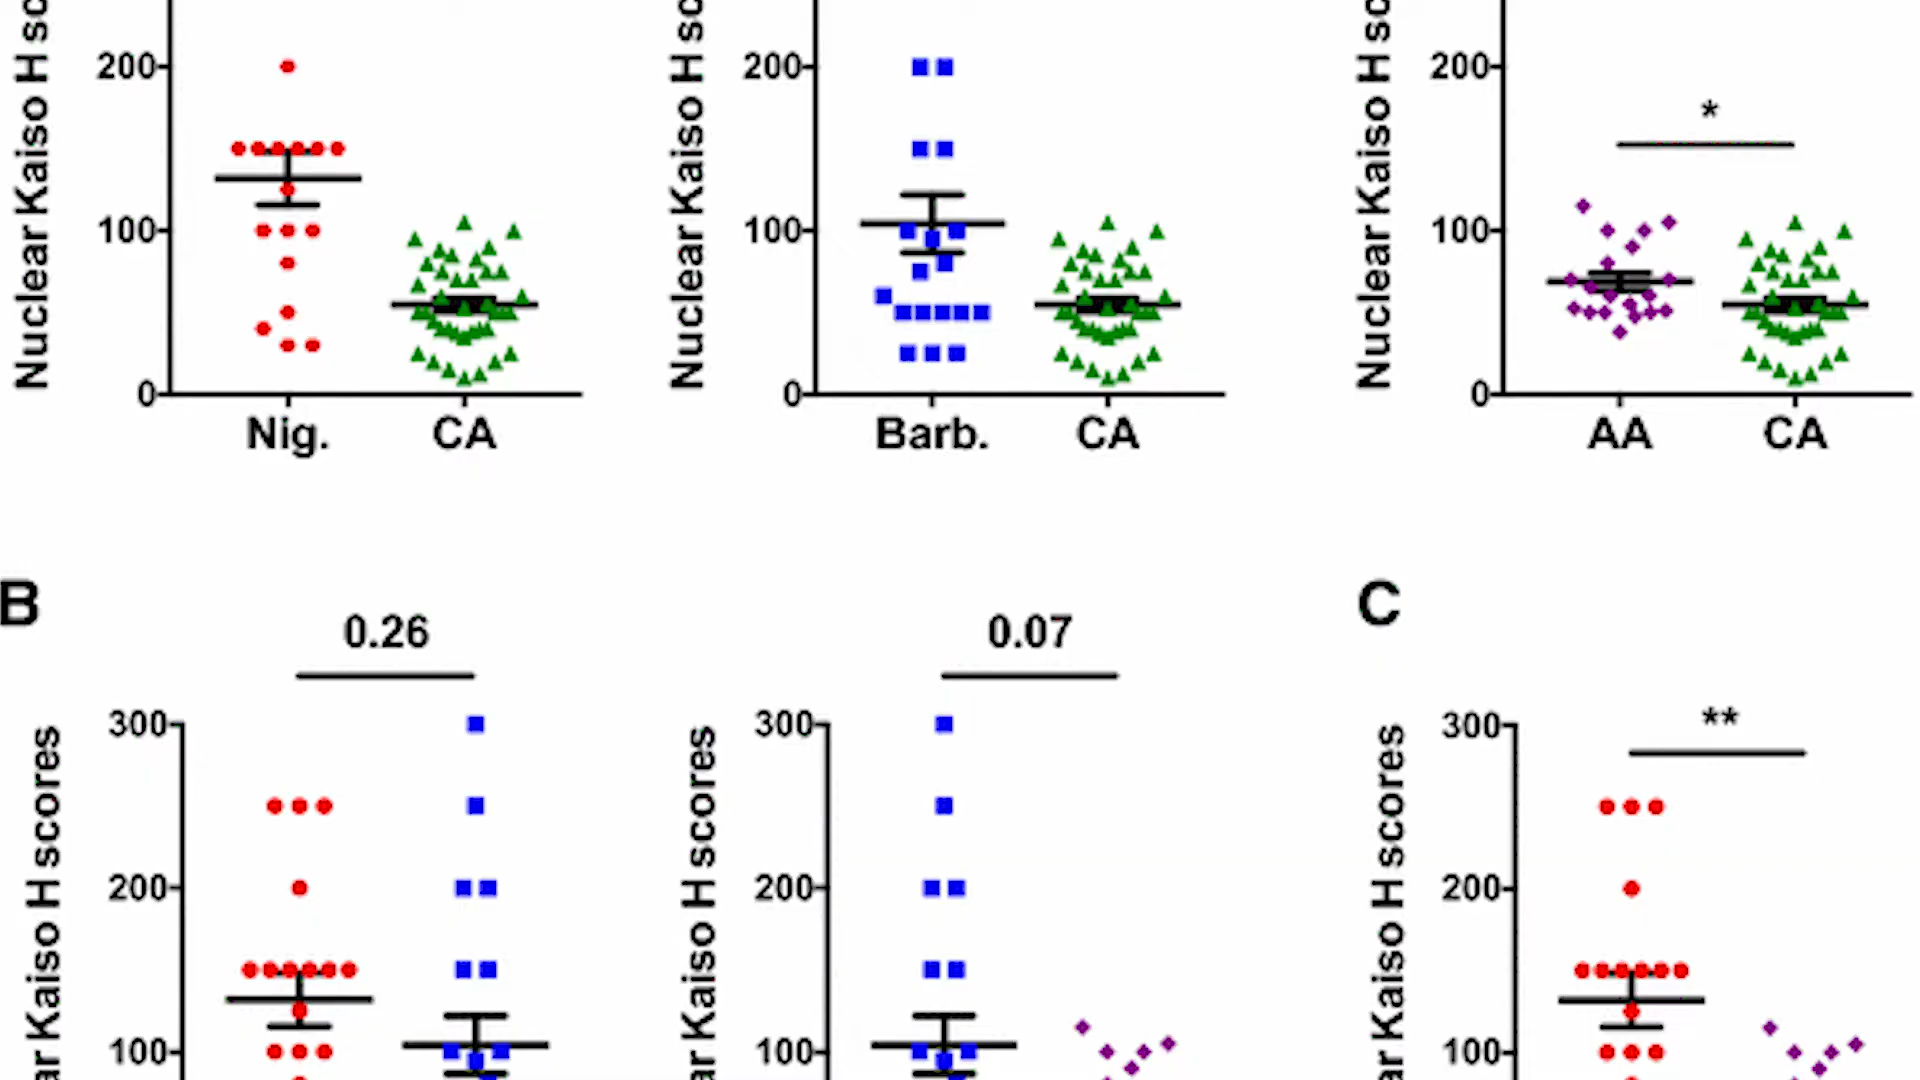 Nuclear Kaiso H sc
200
100
0
Nig. CA
Nuclear Kaiso H sc
200
100
0
Barb. CA
Nuclear Kaiso H sc
200
*
100
0
AA CA
B
0.26
ar Kaiso H scores
300
200
100
0.07
ar Kaiso H scores
300
200
100
C
**
ar Kaiso H scores
300
200
100